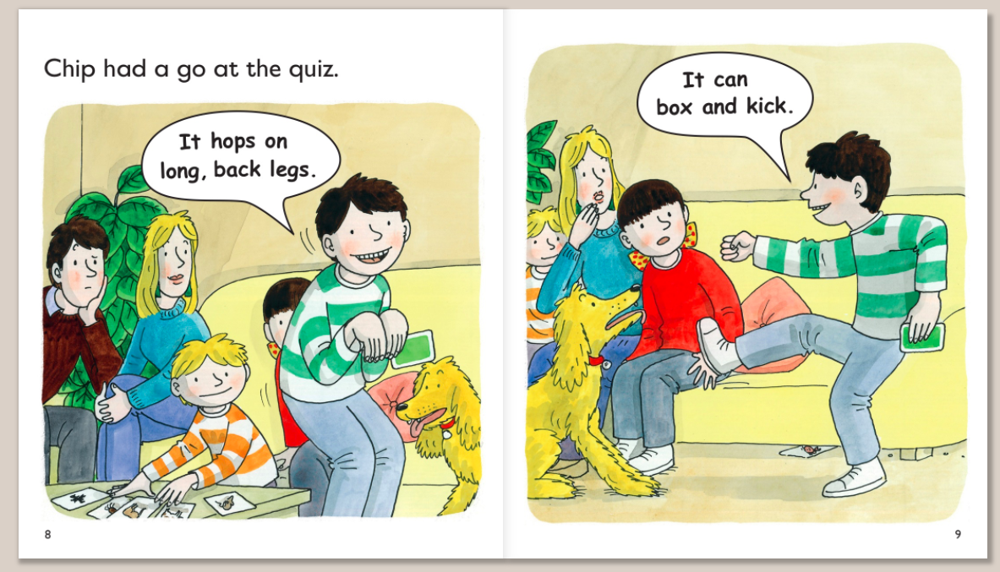 Chip had a go at the quiz.
It hops on
long, back legs.
8
It can
box and kick.
9